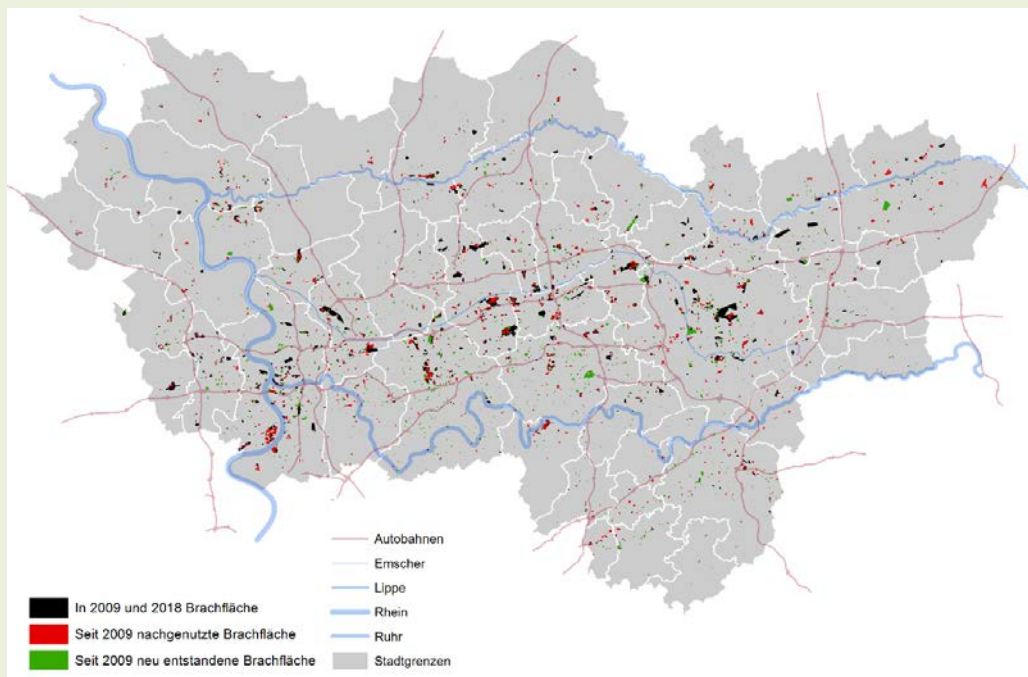 Autobahnen
Emscher
Lippe
Rhein
Ruhr
Stadtgrenzen
In 2009 und 2018 Brachfläche
Seit 2009 nachgenutzte Brachfläche
Seit 2009 neu entstandene Brachfläche